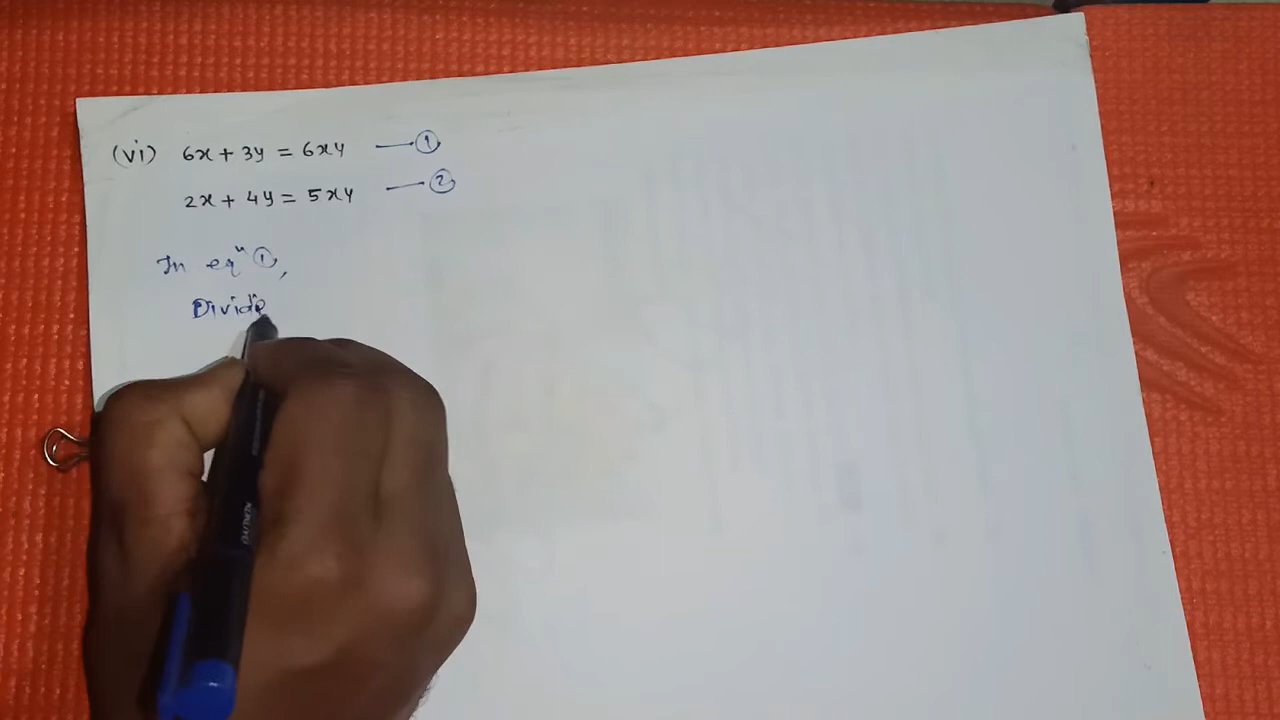 (vi) 6x + 3y = 6xy —①
2x + 4y = 5xy —②
In eqⁿ ①,
Divide